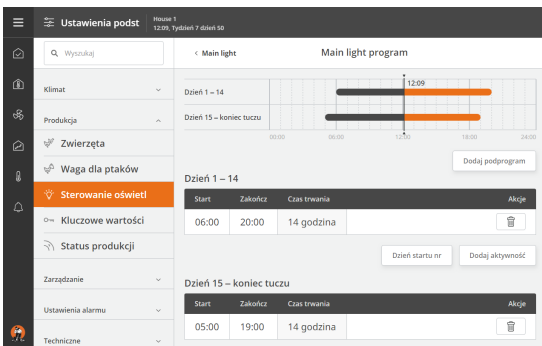 Ustawienia podst
House 1
12:09, Tydzień 7 dzień 50
Wyszukaj
Klimat
Produkcja
Zwierzęta
Waga dla ptaków
Sterowanie oświetl
Kluczowe wartości
Status produkcji
Zarządzanie
Ustawienia alarmu
Techniczne
‹ Main light
Main light program
12:09
Dzień 1 – 14
Dzień 15 – koniec tuczu
00:00 06:00 12:00 18:00 24:00
Dodaj podprogram
Dzień 1 – 14
Start Zakończ Czas trwania Akcje
06:00 20:00 14 godzina
Dzień startu nr Dodaj aktywność
Dzień 15 – koniec tuczu
Start Zakończ Czas trwania Akcje
05:00 19:00 14 godzina